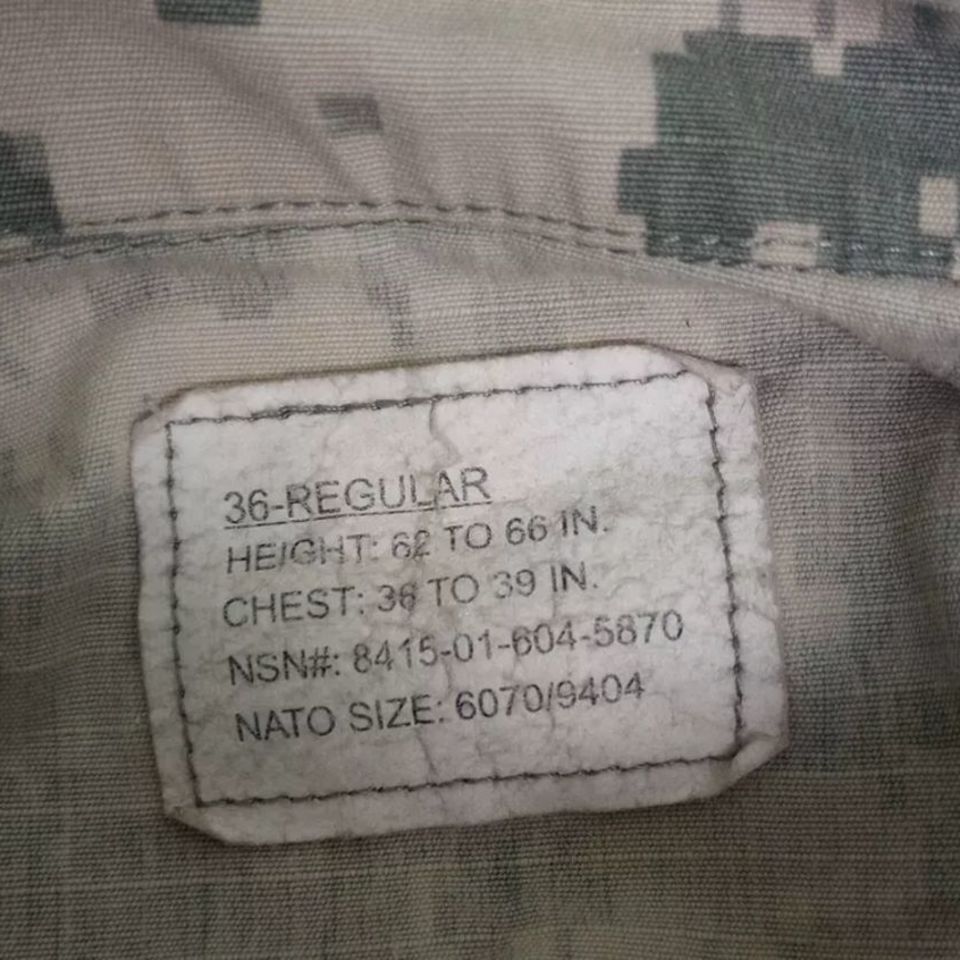 36-REGULAR
HEIGHT: 62 TO 66 IN.
CHEST: 36 TO 39 IN.
NSN#: 8415-01-604-5870
NATO SIZE: 6070/9404